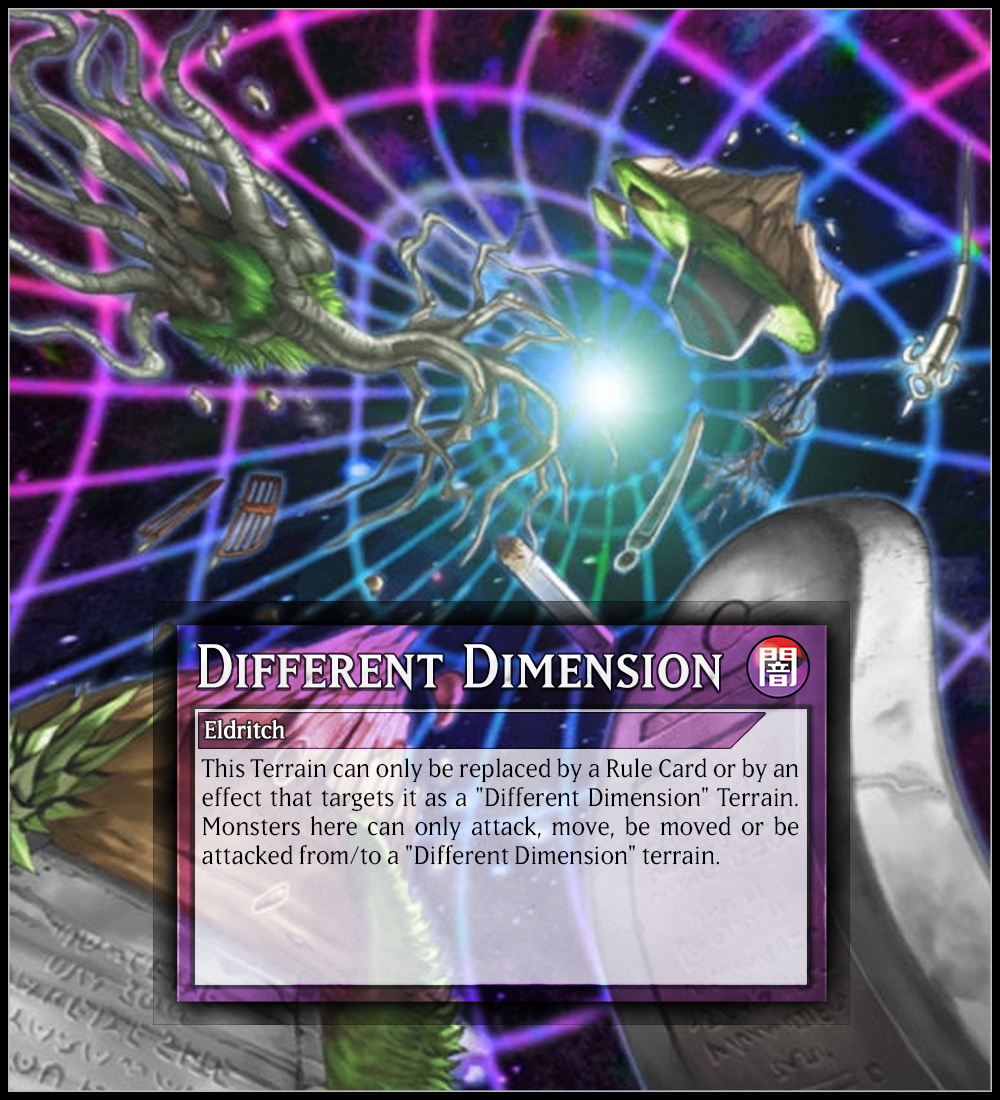 DIFFERENT DIMENSION 闇
Eldritch
This Terrain can only be replaced by a Rule Card or by an
effect that targets it as a "Different Dimension" Terrain.
Monsters here can only attack, move, be moved or be
attacked from/to a "Different Dimension" terrain.